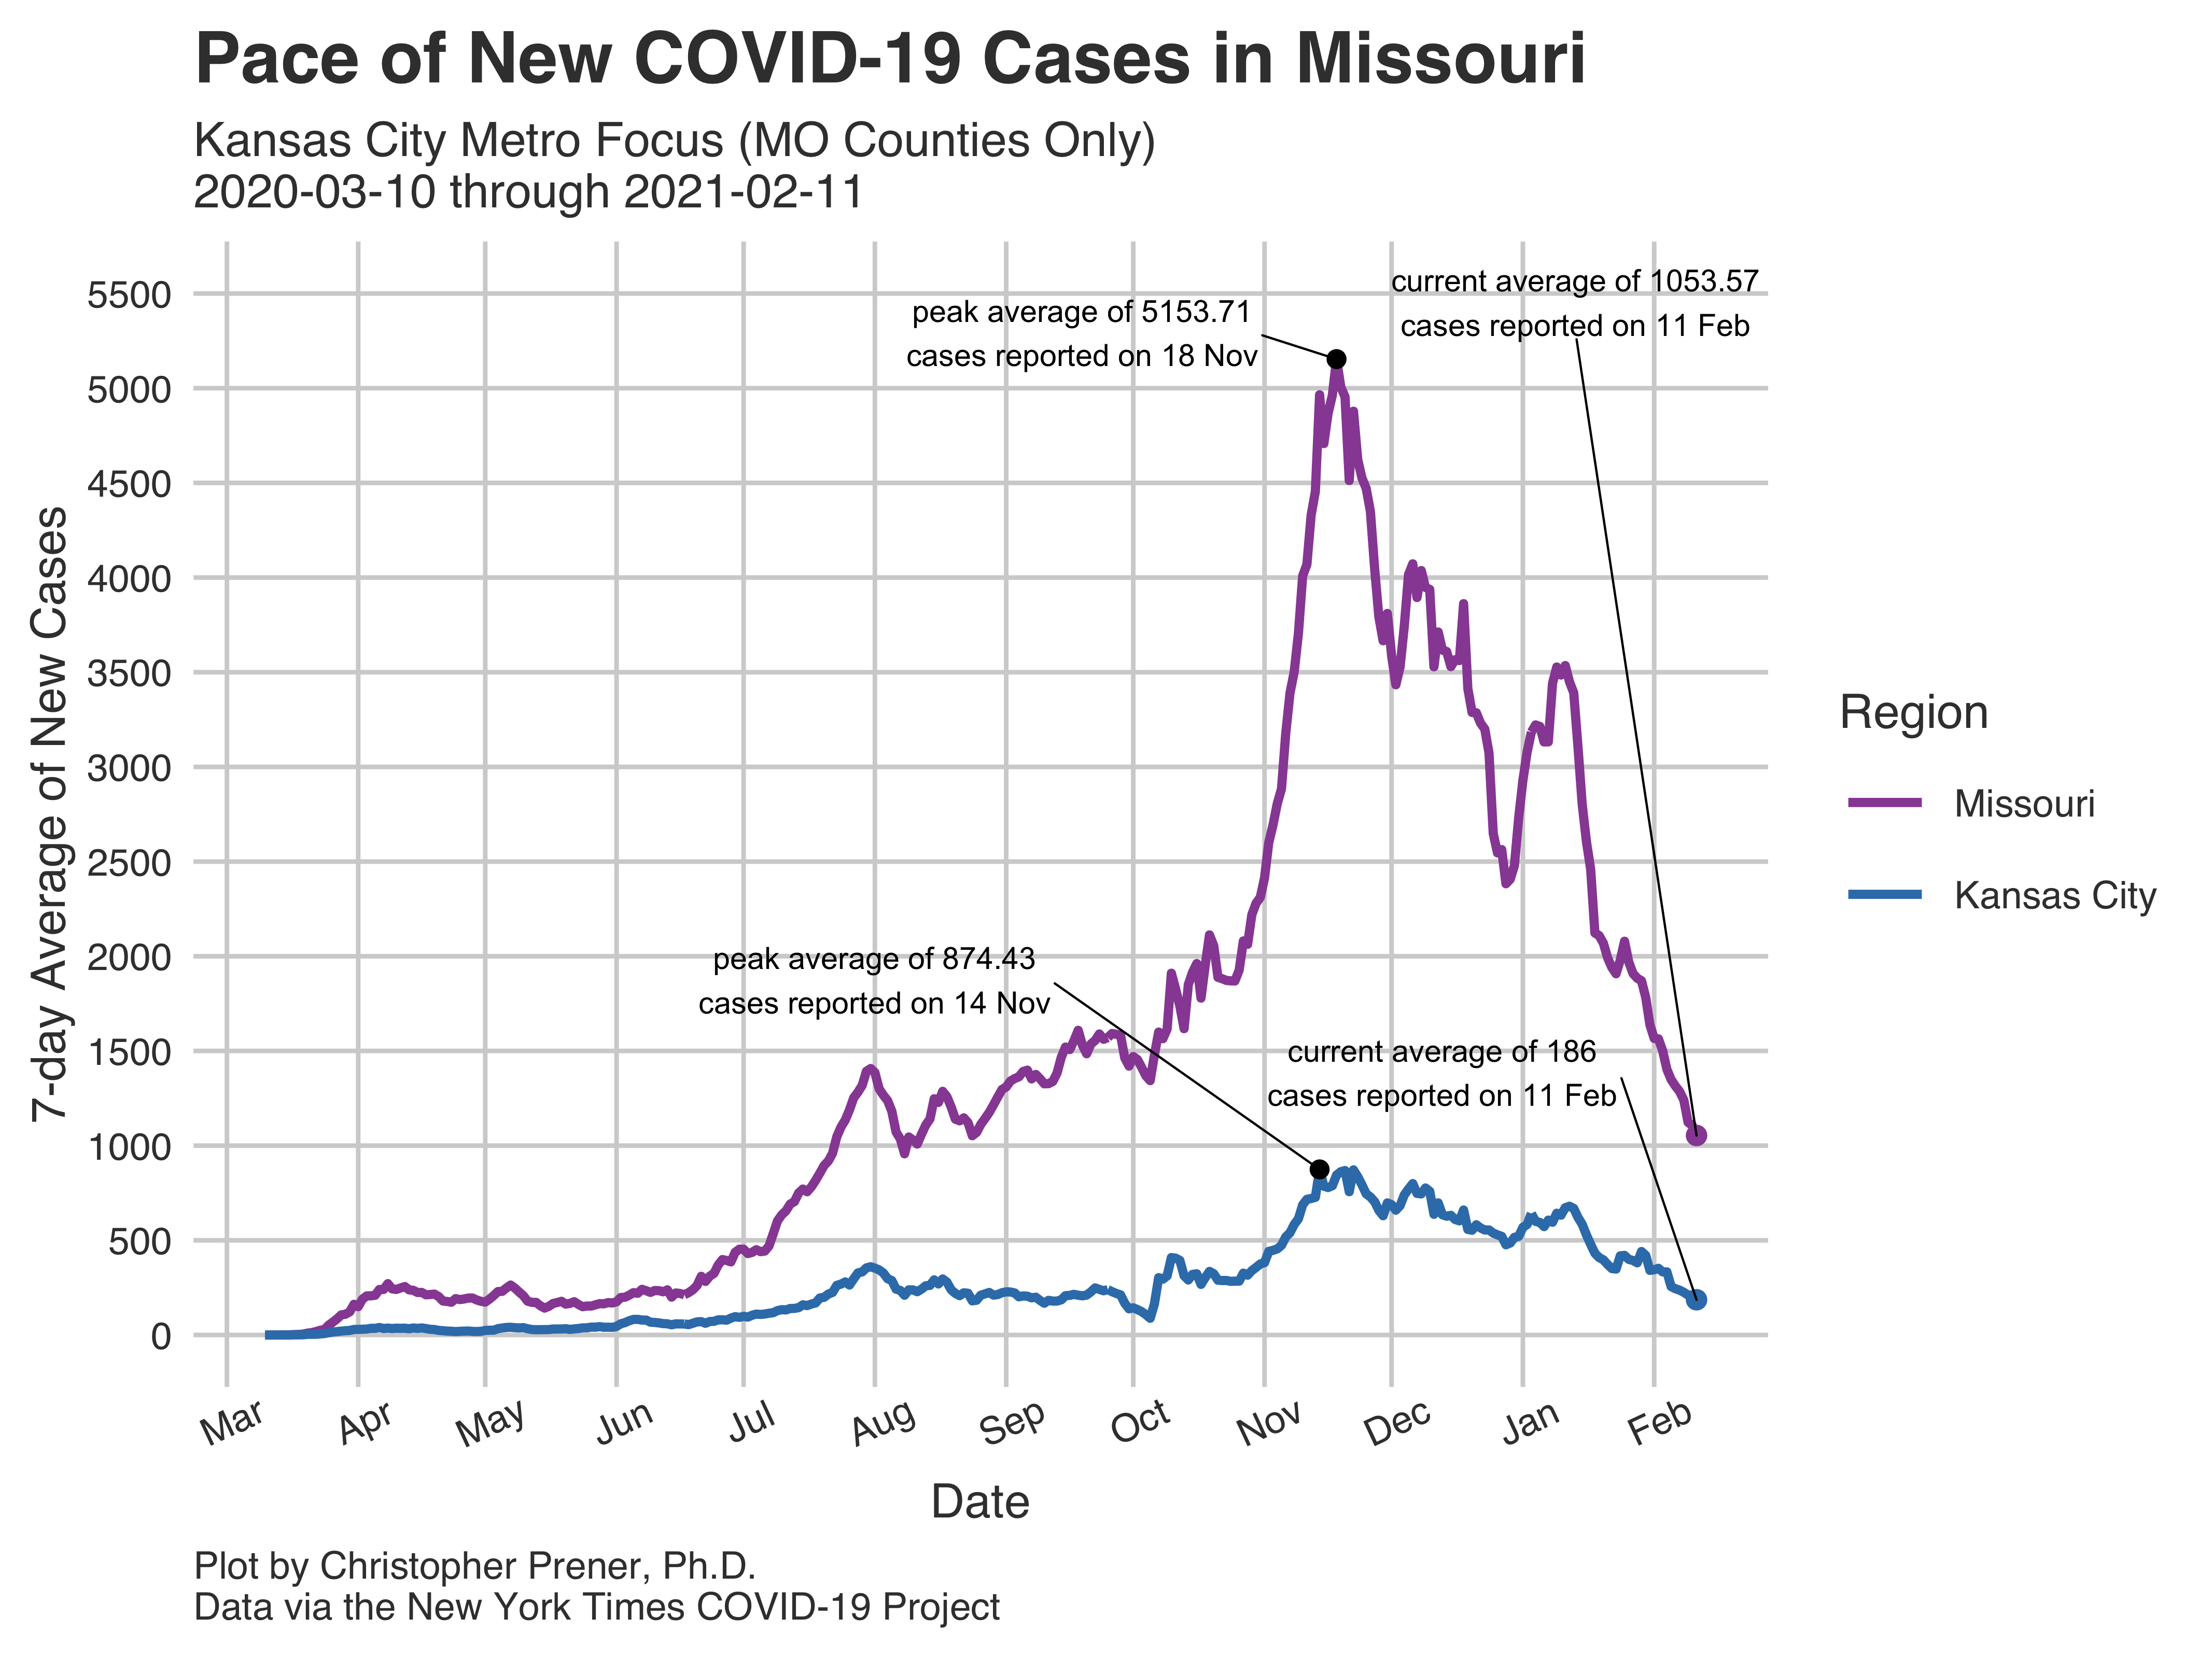 Pace of New COVID-19 Cases in Missouri
Kansas City Metro Focus (MO Counties Only)
2020-03-10 through 2021-02-11
current average of 1053.57
cases reported on 11 Feb
peak average of 5153.71
cases reported on 18 Nov
peak average of 874.43
cases reported on 14 Nov
current average of 186
cases reported on 11 Feb
7-day Average of New Cases
5500
5000
4500
4000
3500
3000
2500
2000
1500
1000
500
0
Mar
Apr
May
Jun
Jul
Aug
Sep
Oct
Nov
Dec
Jan
Feb
Date
Region
Missouri
Kansas City
Plot by Christopher Prener, Ph.D.
Data via the New York Times COVID-19 Project